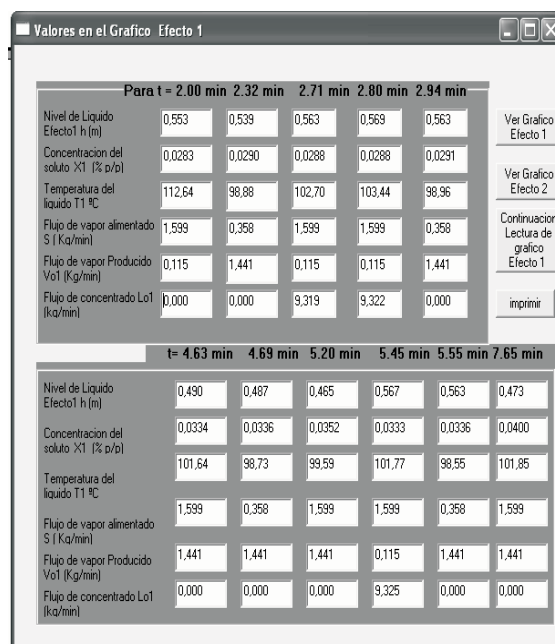 Valores en el Grafico Efecto 1
Para t = 2.00 min 2.32 min 2.71 min 2.80 min 2.94 min
Nivel de Liquido
Efecto1 h (m)
0,553 0,539 0,563 0,569 0,563
Concentracion del
soluto X1 (% p/p)
0,0283 0,0290 0,0288 0,0288 0,0291
Temperatura del
liquido T1 ºC
112,64 98,88 102,70 103,44 98,96
Flujo de vapor alimentado
S ( Kg/min)
1,599 0,358 1,599 1,599 0,358
Flujo de vapor Producido
Vo1 (Kg/min)
0,115 1,441 0,115 0,115 1,441
Flujo de concentrado Lo1
(kg/min)
0,000 0,000 9,319 9,322 0,000
Ver Grafico
Efecto 1
Ver Grafico
Efecto 2
Continuacion
Lectura de
grafico
Efecto 1
imprimir
t= 4.63 min 4.69 min 5.20 min 5.45 min 5.55 min 7.65 min
Nivel de Liquido
Efecto1 h (m)
0,490 0,487 0,465 0,567 0,563 0,473
Concentracion del
soluto X1 (% p/p)
0,0334 0,0336 0,0352 0,0333 0,0336 0,0400
Temperatura del
liquido T1 ºC
101,64 98,73 99,59 101,77 98,55 101,85
Flujo de vapor alimentado
S ( Kg/min)
1,599 0,358 1,599 1,599 0,358 1,599
Flujo de vapor Producido
Vo1 (Kg/min)
1,441 1,441 1,441 0,115 1,441 1,441
Flujo de concentrado Lo1
(kg/min)
0,000 0,000 0,000 9,325 0,000 0,000